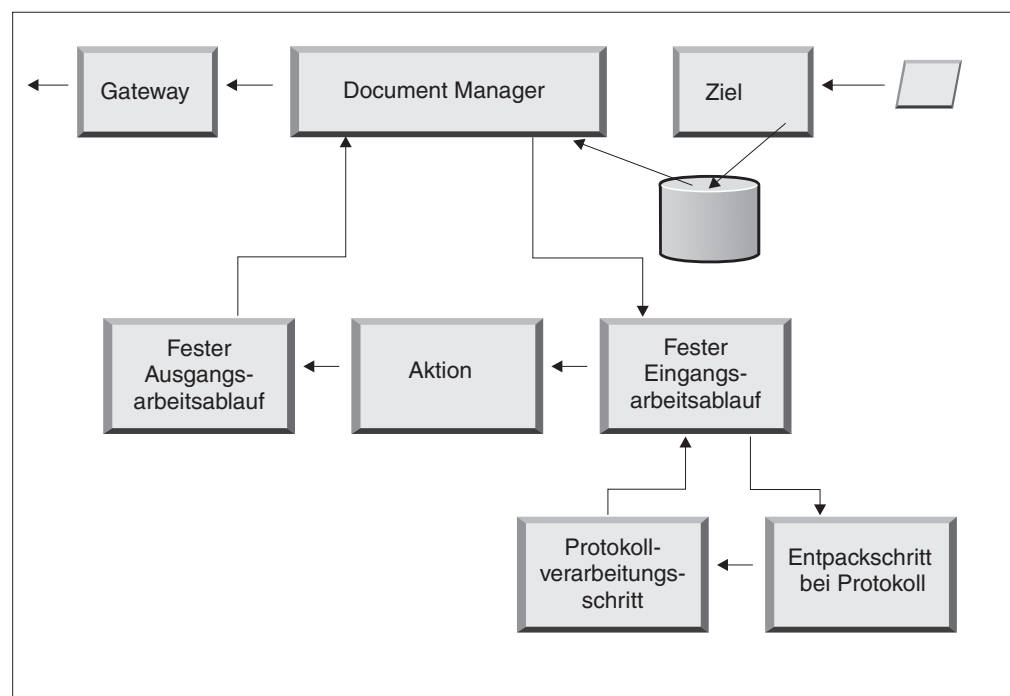 Gateway
Document Manager
Ziel
Fester
Ausgangs-
arbeitsablauf
Aktion
Fester
Eingangs-
arbeitsablauf
Protokoll-
verarbeitungs-
schritt
Entpackschritt
bei Protokoll